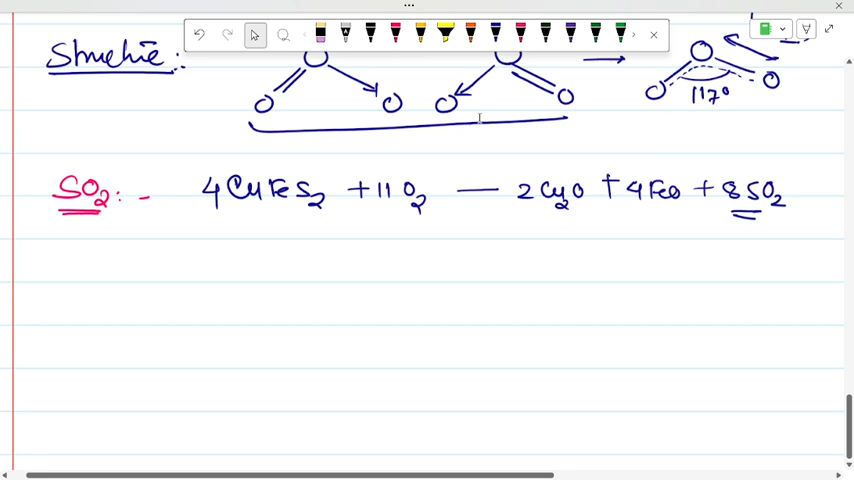 Structure:
O O O O O O O
117°
SO2:- 4CuFeS2 + 11O2 — 2Cu2O + 4FeO + 8SO2